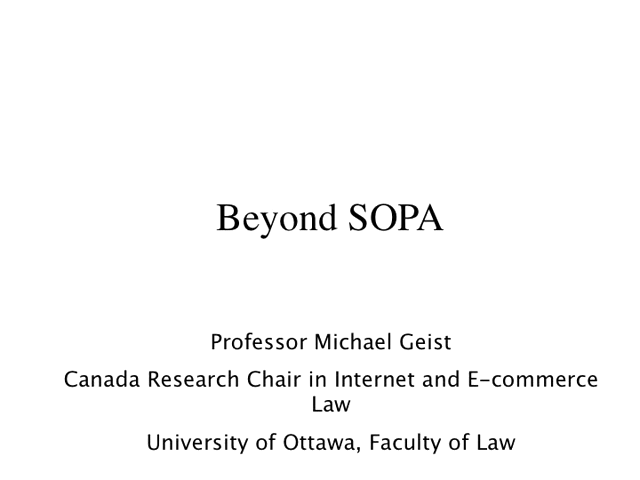 Beyond SOPA
Professor Michael Geist
Canada Research Chair in Internet and E-commerce
Law
University of Ottawa, Faculty of Law